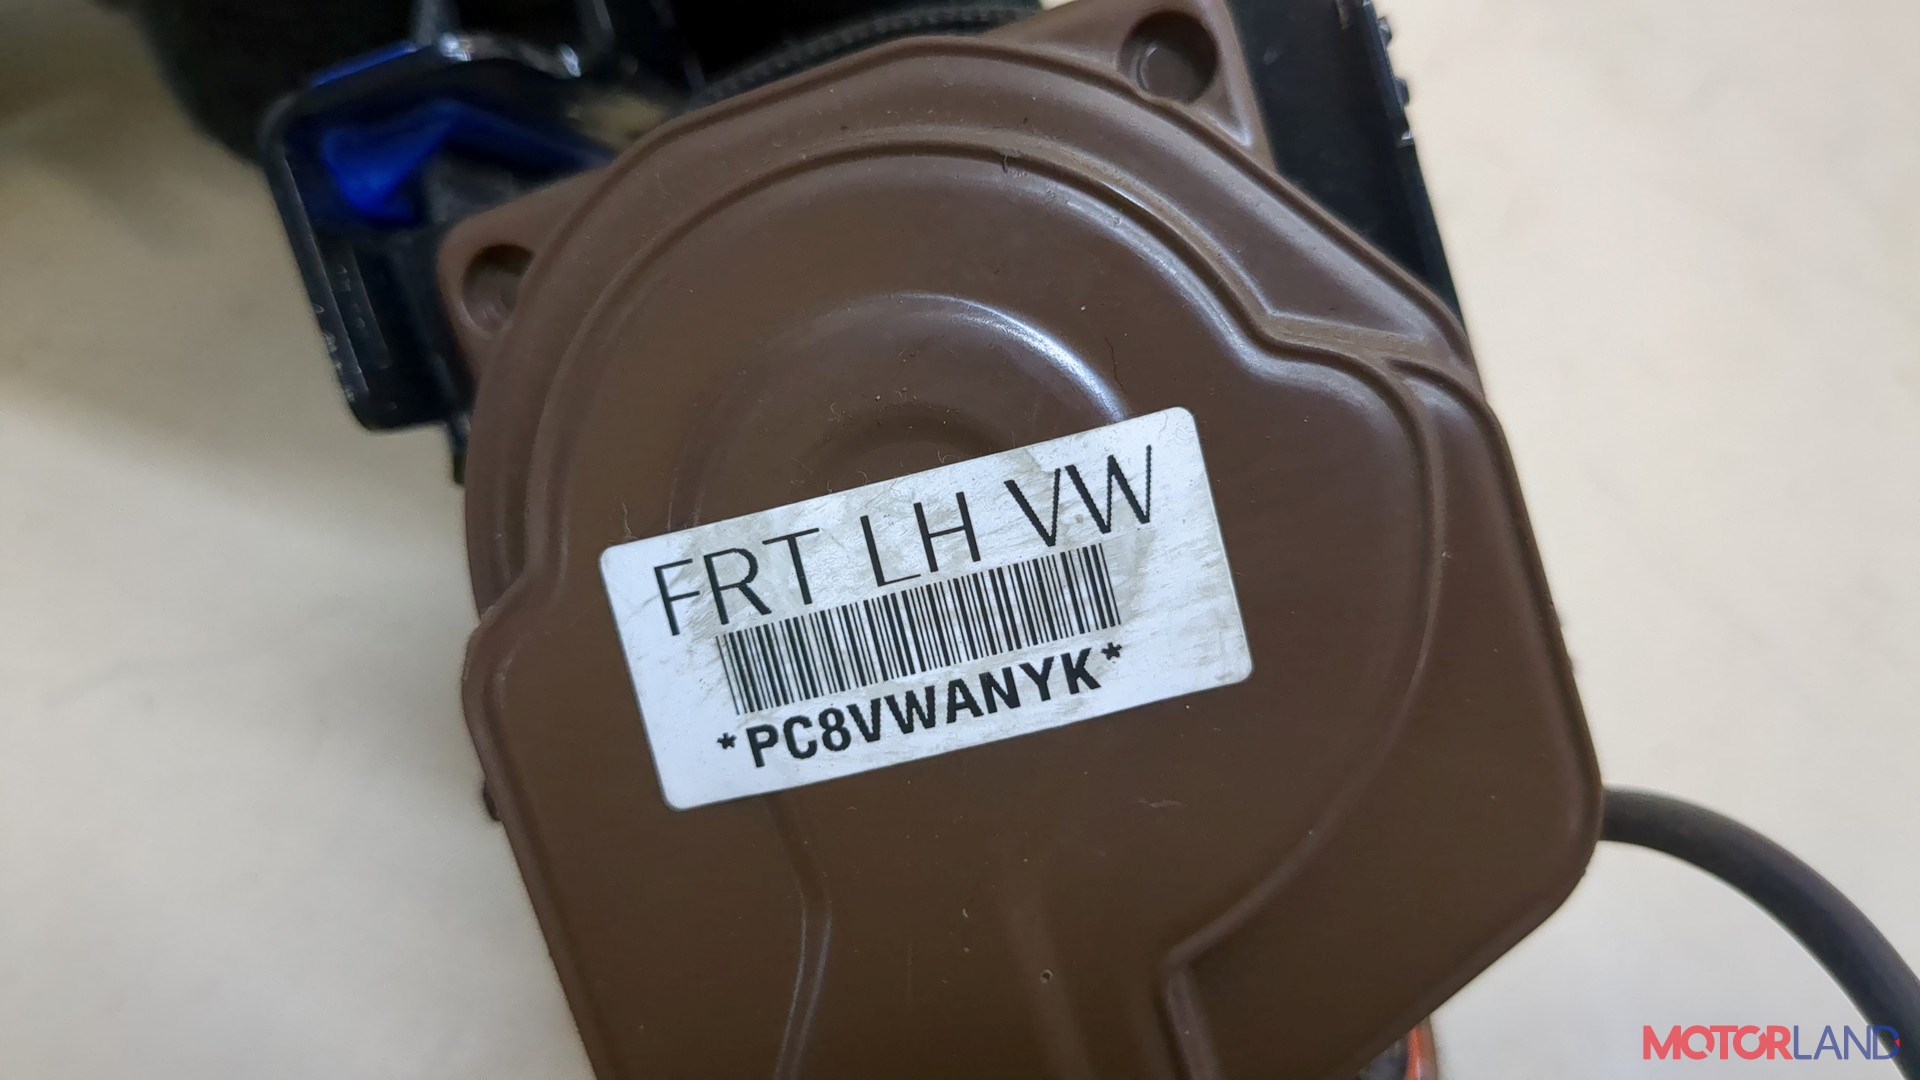 FRT LH VW
*PC8VWANYK*
MOTORLAND